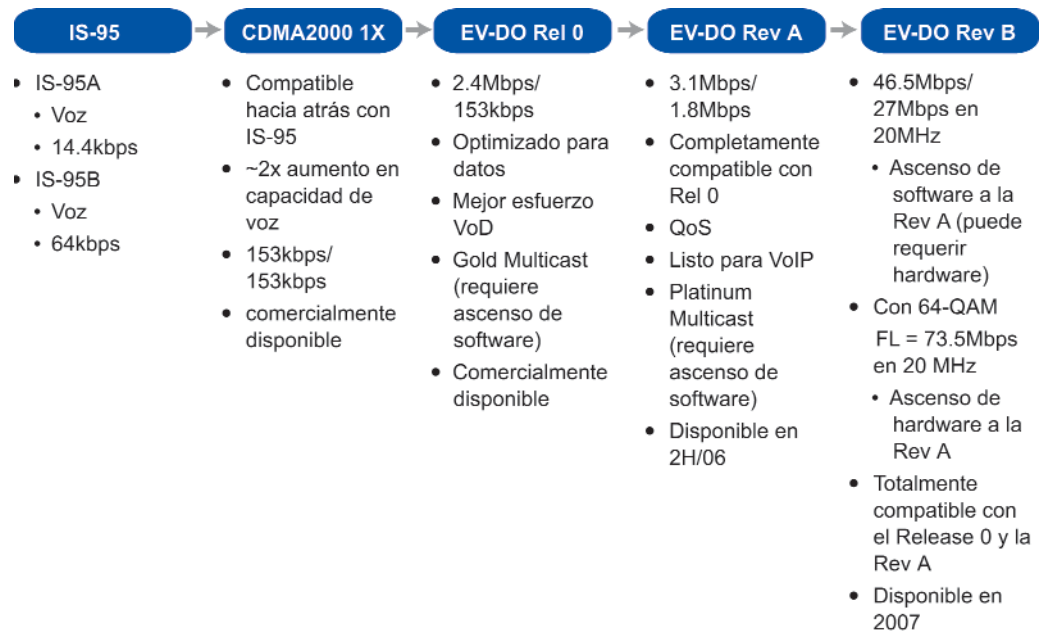 IS-95
IS-95A
Voz
14.4kbps
IS-95B
Voz
64kbps
CDMA2000 1X
Compatible
hacia atrás con
IS-95
~2x aumento en
capacidad de
voz
153kbps/
153kbps
comercialmente
disponible
EV-DO Rel 0
2.4Mbps/
153kbps
Optimizado para
datos
Mejor esfuerzo
VoD
Gold Multicast
(requiere
ascenso de
software)
Comercialmente
disponible
EV-DO Rev A
3.1Mbps/
1.8Mbps
Completamente
compatible con
Rel 0
QoS
Listo para VoIP
Platinum
Multicast
(requiere
ascenso de
software)
Disponible en
2H/06
EV-DO Rev B
46.5Mbps/
27Mbps en
20MHz
Ascenso de
software a la
Rev A (puede
requerir
hardware)
Con 64-QAM
FL = 73.5Mbps
en 20 MHz
Ascenso de
hardware a la
Rev A
Totalmente
compatible con
el Release 0 y la
Rev A
Disponible en
2007